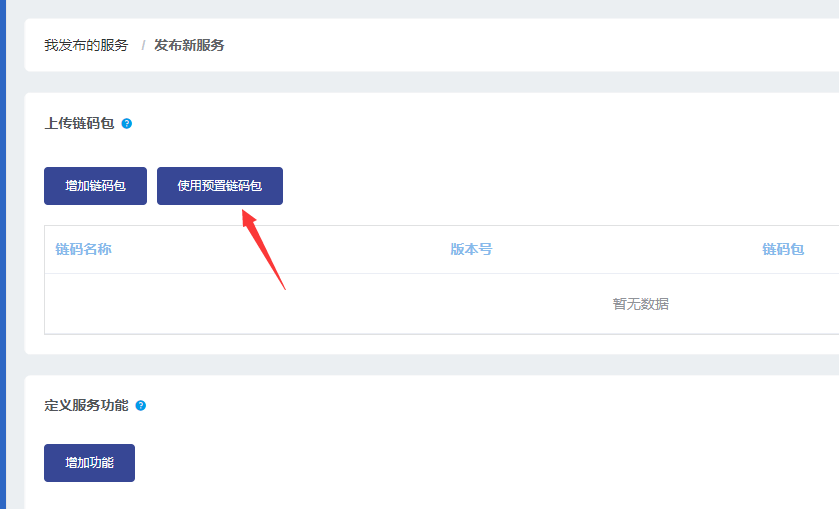 我发布的服务 / 发布新服务
上传链码包 ?
增加链码包 使用预置链码包
链码名称 版本号 链码包
暂无数据
定义服务功能 ?
增加功能